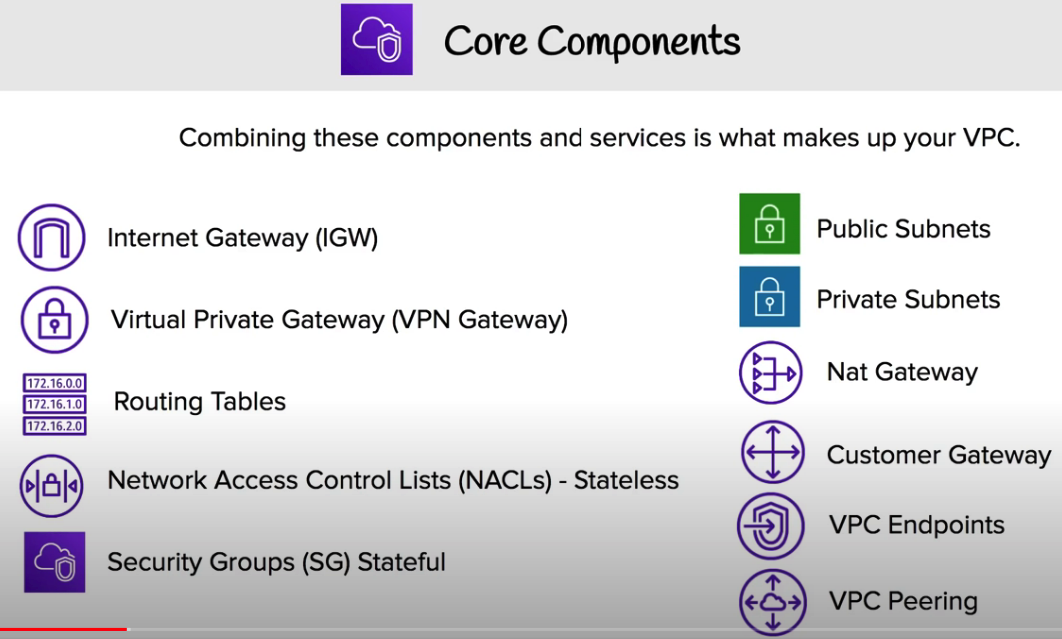 Core Components
Combining these components and services is what makes up your VPC.
Internet Gateway (IGW)
Virtual Private Gateway (VPN Gateway)
172.16.0.0
172.16.1.0
172.16.2.0
Routing Tables
Network Access Control Lists (NACLs) - Stateless
Security Groups (SG) Stateful
Public Subnets
Private Subnets
Nat Gateway
Customer Gateway
VPC Endpoints
VPC Peering